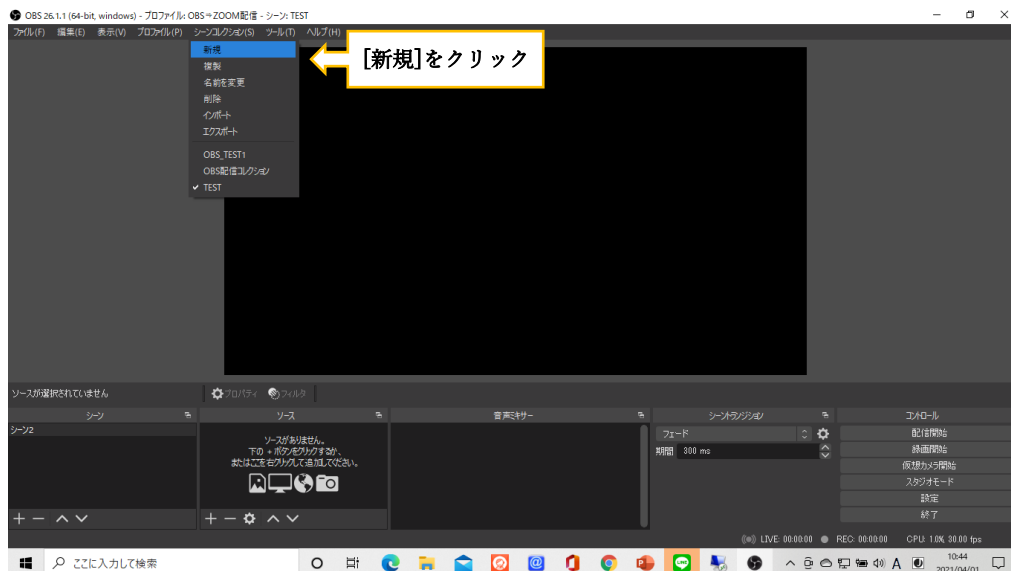 OBS 26.1.1 (64-bit, windows) - プロファイル: OBS⇒ZOOM配信 - シーン: TEST
ファイル(F) 編集(E) 表示(V) プロファイル(P) シーンコレクション(S) ツール(T) ヘルプ(H)
新規
複製
名前を変更
削除
インポート
エクスポート
OBS_TEST1
OBS配信コレクション
TEST
[新規]をクリック
ソースが選択されていません
プロパティ フィルタ
シーン
シーン2
ソース
ソースがありません。
下の + ボタンをクリックするか、
またはここを右クリックして追加してください。
音声ミキサー
シーントランジション
フェード
期間 300 ms
コントロール
配信開始
録画開始
仮想カメラ開始
スタジオモード
設定
終了
LIVE: 00:00:00 REC: 00:00:00 CPU: 1.0%, 30.00 fps
ここに入力して検索
LINE
A
10:44
2021/04/01